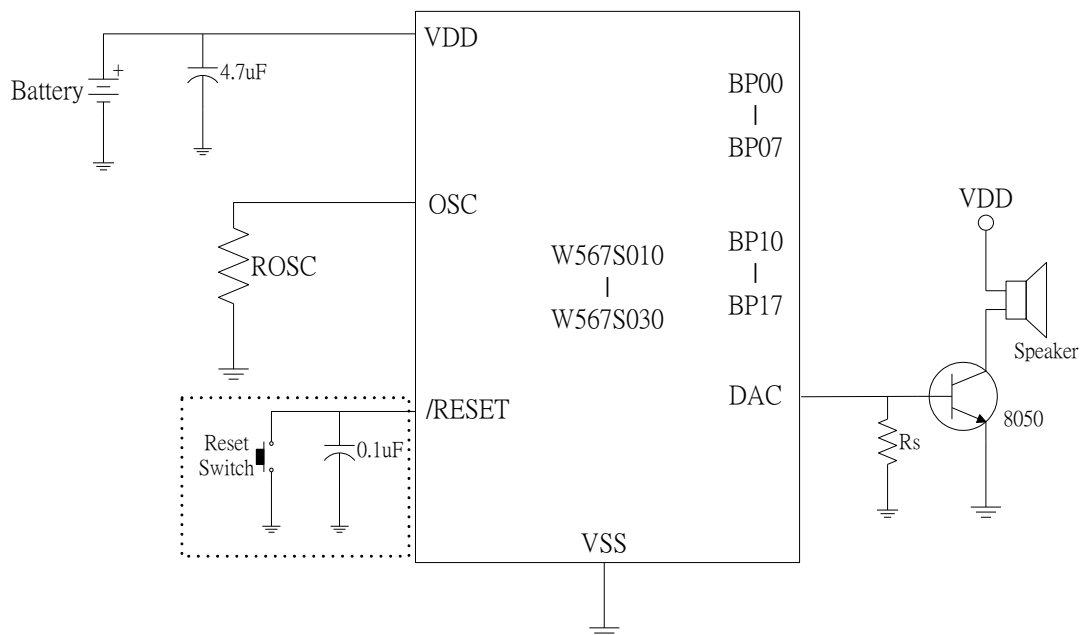 VDD
+
4.7uF
Battery
BP00
|
BP07
OSC
VDD
ROSC
W567S010
|
W567S030
BP10
|
BP17
Speaker
/RESET
DAC
Reset
Switch
0.1uF
8050
Rs
VSS